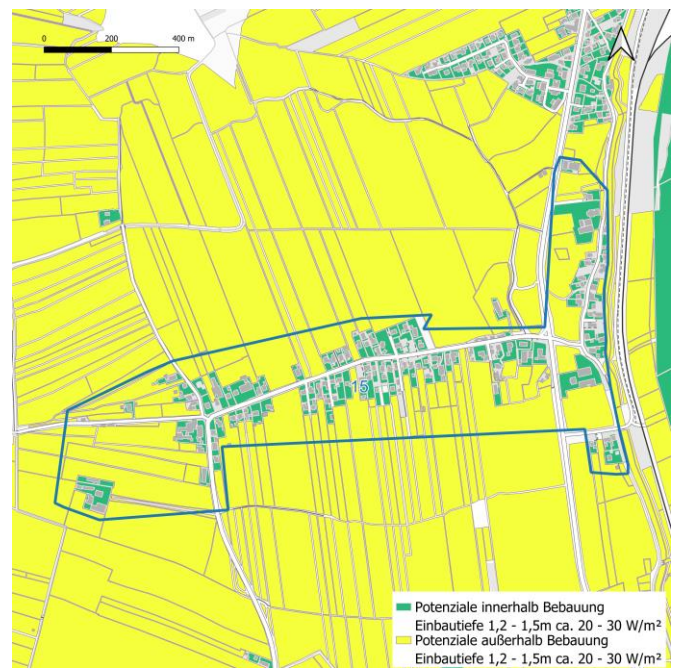 0 200 400 m
15
Potenziale innerhalb Bebauung
Einbautiefe 1,2 - 1,5m ca. 20 - 30 W/m²
Potenziale außerhalb Bebauung
Einbautiefe 1,2 - 1,5m ca. 20 - 30 W/m²